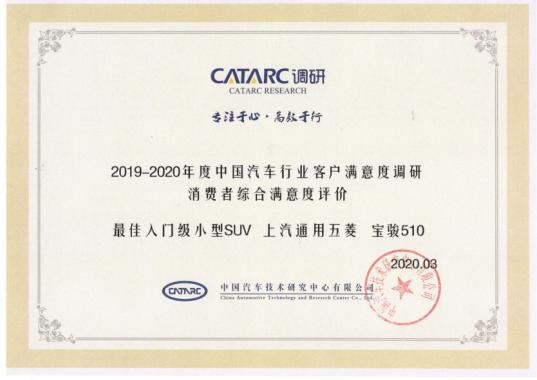 CATARC调研
CATARC RESEARCH
专注于心·高效于行
2019-2020年度中国汽车行业客户满意度调研
消费者综合满意度评价
最佳入门级小型SUV 上汽通用五菱 宝骏510
2020.03
CATARC
中国汽车技术研究中心有限公司
China Automotive Technology and Research Center Co., Ltd